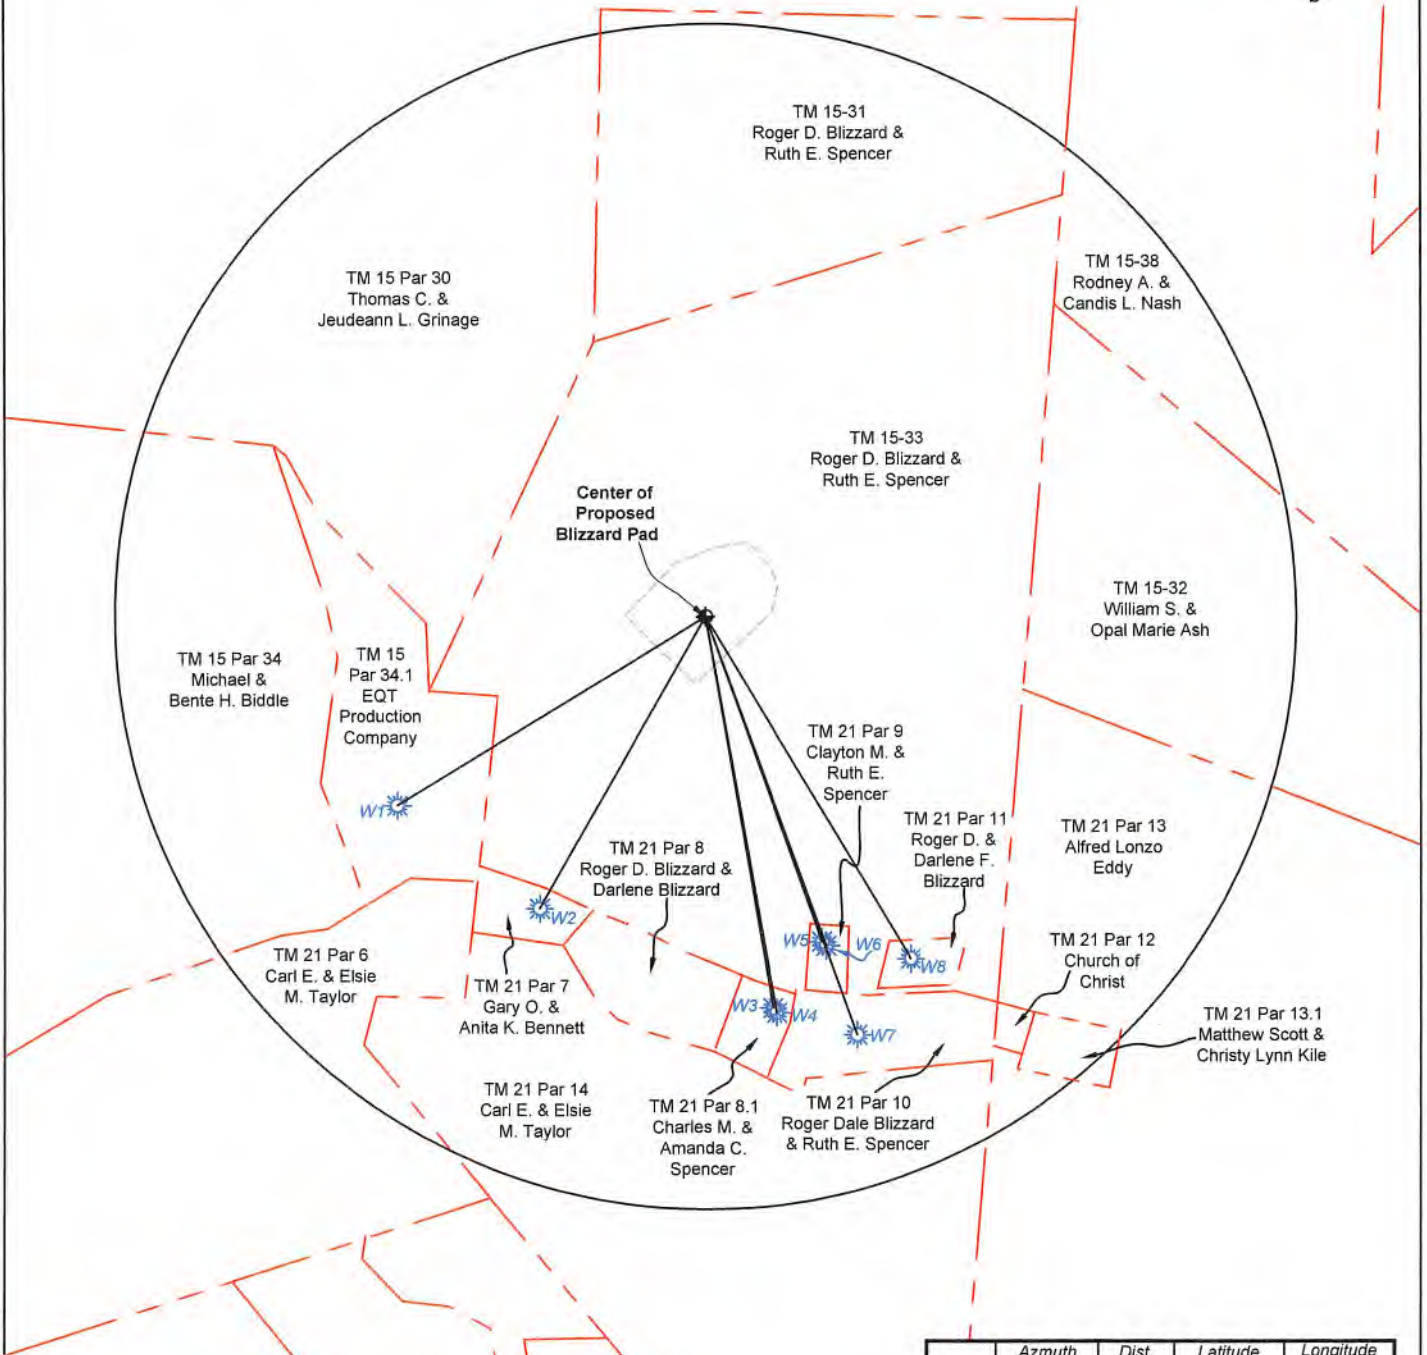 TM 15-31
Roger D. Blizzard &
Ruth E. Spencer
TM 15-38
Rodney A. &
Candis L. Nash
TM 15 Par 30
Thomas C. &
Jeudeann L. Grinage
TM 15-33
Roger D. Blizzard &
Ruth E. Spencer
Center of
Proposed
Blizzard Pad
TM 15-32
William S. &
Opal Marie Ash
TM 15 Par 34
Michael &
Bente H. Biddle
TM 15
Par 34.1
EQT
Production
Company
TM 21 Par 9
Clayton M. &
Ruth E.
Spencer
W1
TM 21 Par 8
Roger D. Blizzard &
Darlene Blizzard
TM 21 Par 11
Roger D. &
Darlene F.
Blizzard
TM 21 Par 13
Alfred Lonzo
Eddy
W2
W5
W6
W8
TM 21 Par 12
Church of
Christ
TM 21 Par 6
Carl E. & Elsie
M. Taylor
TM 21 Par 7
Gary O. &
Anita K. Bennett
W3
W4
W7
TM 21 Par 13.1
Matthew Scott &
Christy Lynn Kile
TM 21 Par 14
Carl E. & Elsie
M. Taylor
TM 21 Par 8.1
Charles M. &
Amanda C.
Spencer
TM 21 Par 10
Roger Dale Blizzard
& Ruth E. Spencer
Azmuth Dist. Latitude Longitude